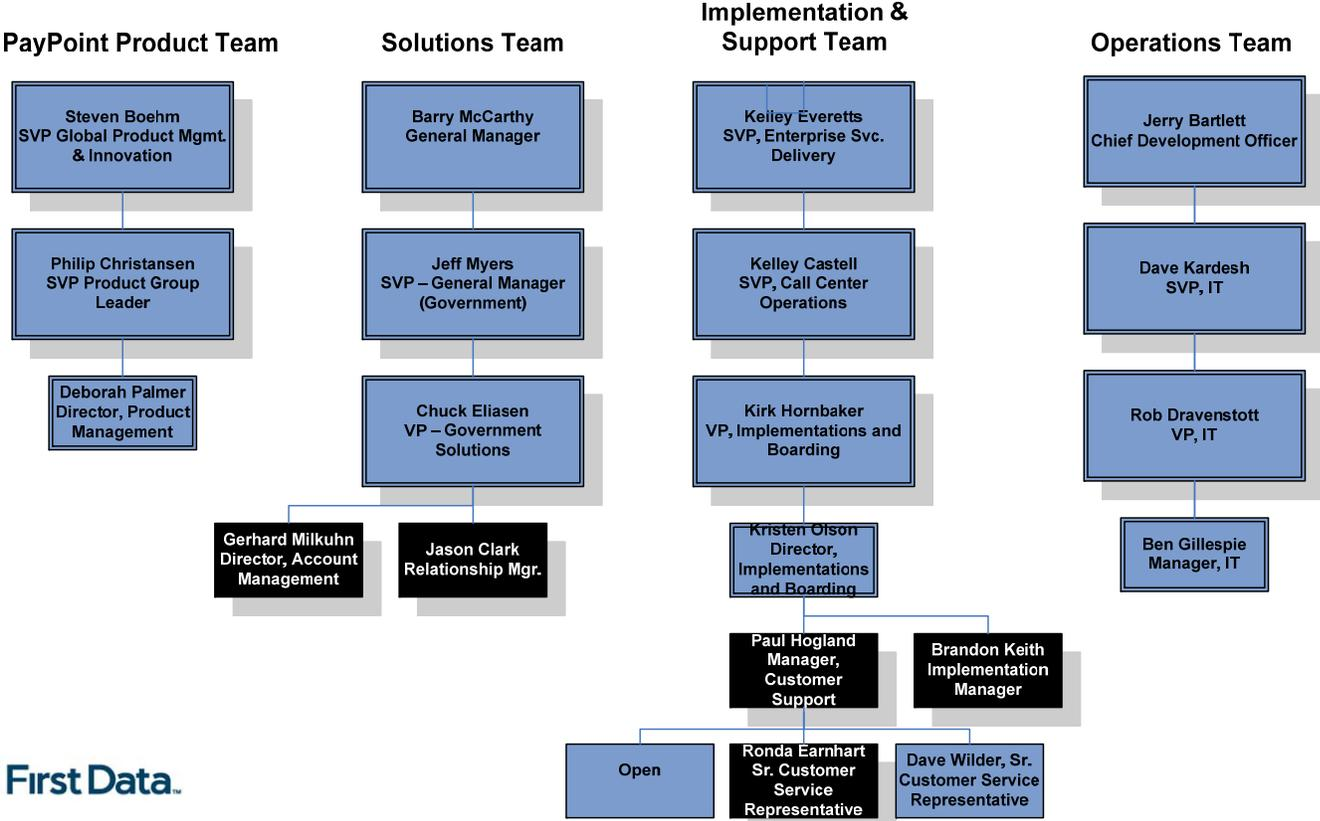 PayPoint Product Team
Steven Boehm
SVP Global Product Mgmt.
& Innovation
Philip Christansen
SVP Product Group
Leader
Deborah Palmer
Director, Product
Management
Solutions Team
Barry McCarthy
General Manager
Jeff Myers
SVP – General Manager
(Government)
Chuck Eliasen
VP – Government
Solutions
Gerhard Milkuhn
Director, Account
Management
Jason Clark
Relationship Mgr.
Implementation &
Support Team
Kelley Everetts
SVP, Enterprise Svc.
Delivery
Kelley Castell
SVP, Call Center
Operations
Kirk Hornbaker
VP, Implementations and
Boarding
Kristen Olson
Director,
Implementations
and Boarding
Paul Hogland
Manager,
Customer
Support
Brandon Keith
Implementation
Manager
Open
Ronda Earnhart
Sr. Customer
Service
Representative
Dave Wilder, Sr.
Customer Service
Representative
Operations Team
Jerry Bartlett
Chief Development Officer
Dave Kardesh
SVP, IT
Rob Dravenstott
VP, IT
Ben Gillespie
Manager, IT
First Data™